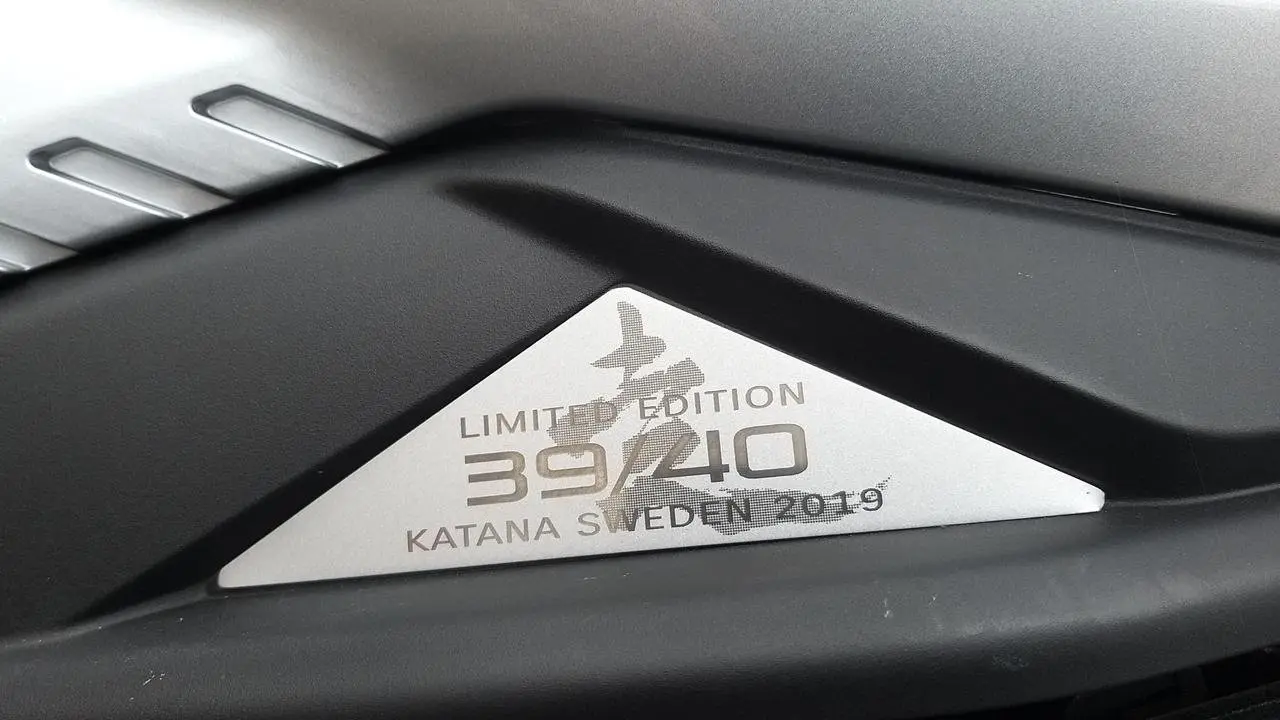 LIMITED EDITION
39/40
KATANA SWEDEN 2019